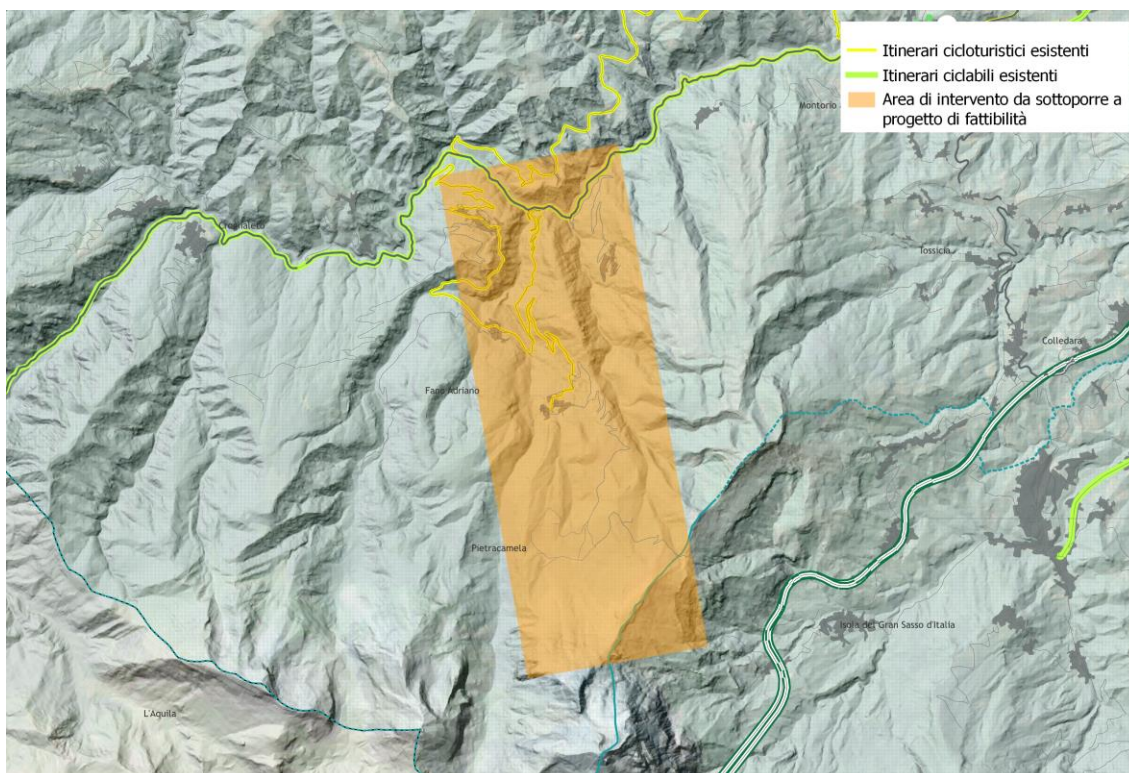 Itinerari cicloturistici esistenti
Itinerari ciclabili esistenti
Area di intervento da sottoporre a
progetto di fattibilità
Montorio
Tossicia
Colledara
Fano Adriano
Pietracamela
Isola del Gran Sasso d'Italia
L'Aquila